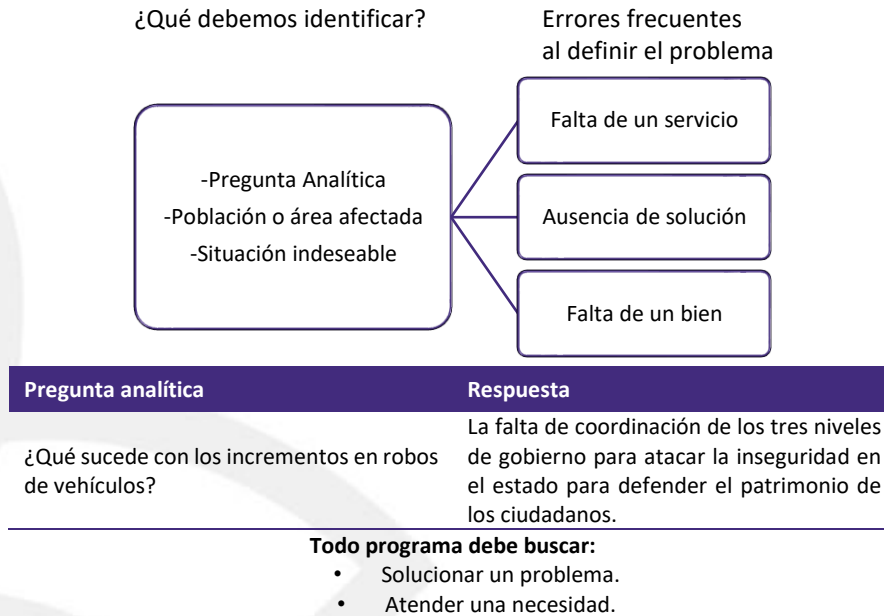 ¿Qué debemos identificar?
Errores frecuentes
al definir el problema
-Pregunta Analítica
-Población o área afectada
-Situación indeseable
Falta de un servicio
Ausencia de solución
Falta de un bien
Pregunta analítica
Respuesta
¿Qué sucede con los incrementos en robos
de vehículos?
La falta de coordinación de los tres niveles
de gobierno para atacar la inseguridad en
el estado para defender el patrimonio de
los ciudadanos.
Todo programa debe buscar:
• Solucionar un problema.
• Atender una necesidad.